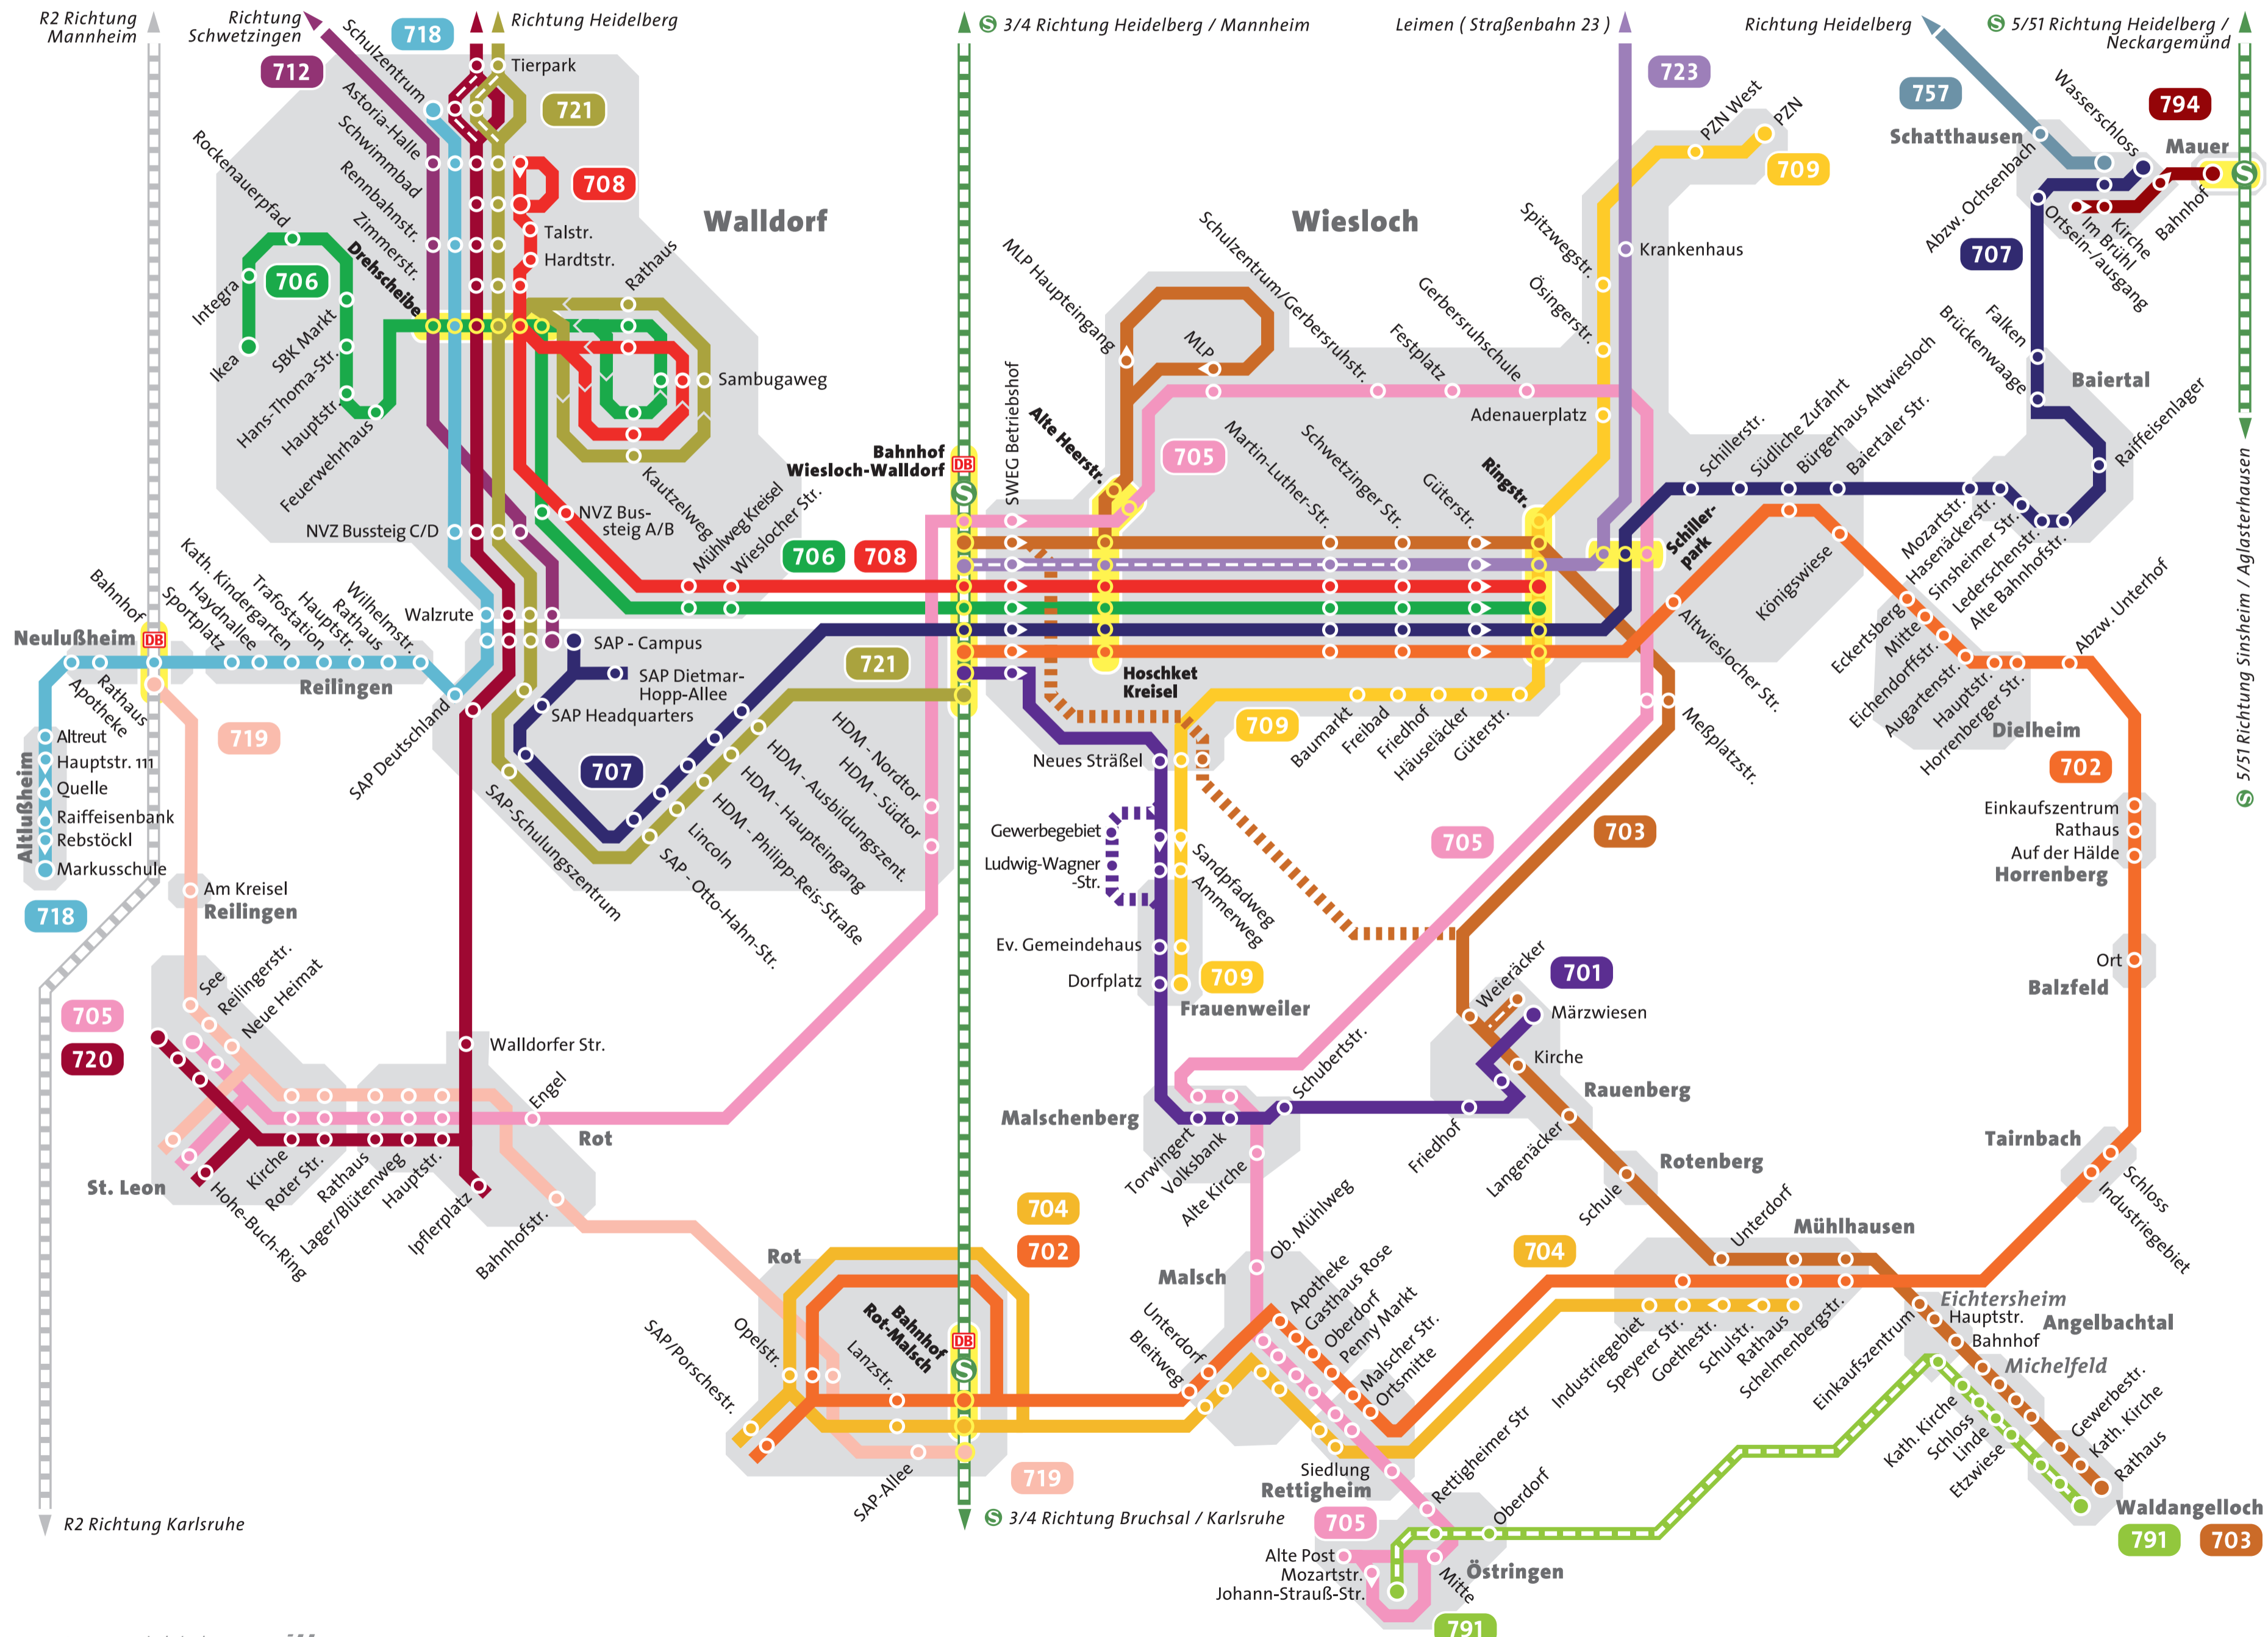 R2 Richtung
Mannheim
Richtung
Schwetzingen
712
Schulzentrum
718
Richtung Heidelberg
Tierpark
721
Astoria-Halle
Schwimmbad
Rennbahnstr.
Zimmerstr.
Drehscheibe
708
Talstr.
Hardtstr.
Rathaus
Walldorf
Rockenauerpfad
706
Integra
Ikea
SBK Markt
Hans-Thoma-Str.
Hauptstr.
Feuerwehrhaus
Sambugaweg
Kautzelweg
NVZ Bus-
steig A/B
NVZ Bussteig C/D
Mühlweg Kreisel
Wieslocher Str.
706
708
Bahnhof
Wiesloch-Walldorf
DB
S
S 3/4 Richtung Heidelberg / Mannheim
Leimen ( Straßenbahn 23 )
723
Richtung Heidelberg
S 5/51 Richtung Heidelberg /
Neckargemünd
757
Schatthausen
Wasserschloss
794
Mauer
S
Bahnhof
Abzw. Ochsenbach
Ortsein-/ausgang
Im Brühl
Kirche
707
PZN West
PZN
709
Wiesloch
Krankenhaus
Spitzwegstr.
Ösingerstr.
Adenauerplatz
MLP Haupteingang
MLP
Schulzentrum/Gerbersruhstr.
Festplatz
Gerbersruhschule
SWEG Betriebshof
Alte Heerstr.
705
Martin-Luther-Str.
Schwetzinger Str.
Güterstr.
Ringstr.
Schiller-
park
Schillerstr.
Südliche Zufahrt
Bürgerhaus Altwiesloch
Baiertaler Str.
Falken
Brückenwaage
Baiertal
Raiffeisenlager
Mozartstr.
Hasenäckerstr.
Sinsheimer Str.
Lederschenstr.
Alte Bahnhofstr.
Königswiese
Altwieslocher Str.
Meßplatzstr.
Eckertsberg
Mitte
Eichendorffstr.
Augartenstr.
Hauptstr.
Horrenberger Str.
Dielheim
Abzw. Unterhof
702
Einkaufszentrum
Rathaus
Auf der Hälde
Horrenberg
Ort
Balzfeld
Tairnbach
Schloss
Industriegebiet
S 5/51 Richtung Sinsheim / Aglasterhausen
Bahnhof
DB
Neulußheim
Apotheke
Rathaus
Sportplatz
Haydnallee
Kath. Kindergarten
Trafostation
Hauptstr.
Rathaus
Wilhelmstr.
Reilingen
Altlußheim
Altreut
Hauptstr. 111
Quelle
Raiffeisenbank
Rebstöckl
Markusschule
718
719
Am Kreisel
Reilingen
Walzrute
SAP - Campus
SAP Dietmar-
Hopp-Allee
SAP Headquarters
SAP Deutschland
707
721
SAP-Schulungszentrum
SAP - Otto-Hahn-Str.
Lincoln
HDM - Philipp-Reis-Straße
HDM - Haupteingang
HDM - Ausbildungszent.
HDM - Südtor
HDM - Nordtor
Hoschket
Kreisel
709
Baumarkt
Freibad
Friedhof
Häuseläcker
Güterstr.
Neues Sträßel
Gewerbegebiet
Ludwig-Wagner
-Str.
Sandpfadweg
Ammerweg
Ev. Gemeindehaus
Dorfplatz
709
Frauenweiler
705
703
Weieräcker
701
Märzwiesen
Kirche
Rauenberg
Friedhof
Langenäcker
Rotenberg
Schule
Malschenberg
Torwingert
Volksbank
Alte Kirche
Schubertstr.
See
Reilingerstr.
Neue Heimat
705
720
St. Leon
Hohe-Buch-Ring
Kirche
Roter Str.
Rathaus
Lager/Blütenweg
Hauptstr.
Walldorfer Str.
Engel
Rot
Ipflerplatz
Bahnhofstr.
704
702
Rot
Opelstr.
SAP/Porschestr.
Lanzstr.
Bahnhof
Rot-Malsch
DB
S
SAP-Allee
719
Malsch
Ob. Mühlweg
Unterdorf
Bleitweg
Apotheke
Gasthaus Rose
Oberdorf
Penny Markt
Malscher Str.
Ortsmitte
Siedlung
Rettigheim
Rettigheimer Str
Oberdorf
705
Alte Post
Mozartstr.
Johann-Strauß-Str.
Mitte
Östringen
791
704
Unterdorf
Mühlhausen
Industriegebiet
Speyerer Str.
Goethestr.
Schulstr.
Rathaus
Schelmenbergstr.
Eichtersheim
Angelbachtal
Einkaufszentrum
Hauptstr.
Bahnhof
Michelfeld
Kath. Kirche
Schloss
Linde
Etzwiese
Gewerbestr.
Kath. Kirche
Rathaus
Waldangelloch
791
703
R2 Richtung Karlsruhe
S 3/4 Richtung Bruchsal / Karlsruhe